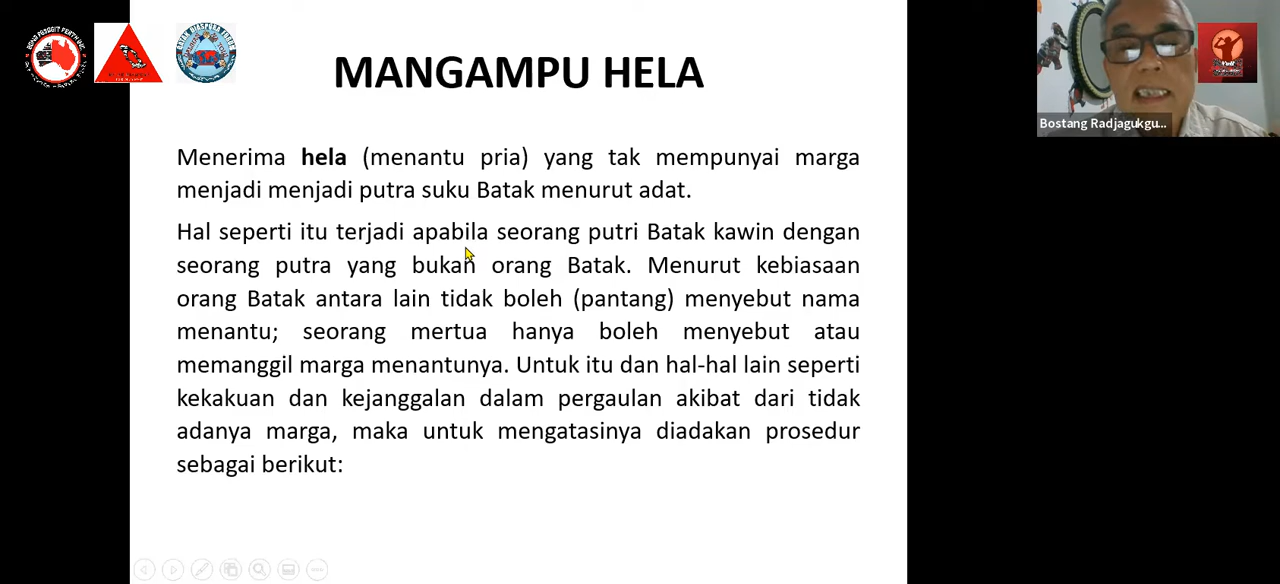 MANGAMPU HELA
Menerima hela (menantu pria) yang tak mempunyai marga
menjadi menjadi putra suku Batak menurut adat.
Hal seperti itu terjadi apabila seorang putri Batak kawin dengan
seorang putra yang bukan orang Batak. Menurut kebiasaan
orang Batak antara lain tidak boleh (pantang) menyebut nama
menantu; seorang mertua hanya boleh menyebut atau
memanggil marga menantunya. Untuk itu dan hal-hal lain seperti
kekakuan dan kejanggalan dalam pergaulan akibat dari tidak
adanya marga, maka untuk mengatasinya diadakan prosedur
sebagai berikut:
Bostang Radjagukgu...